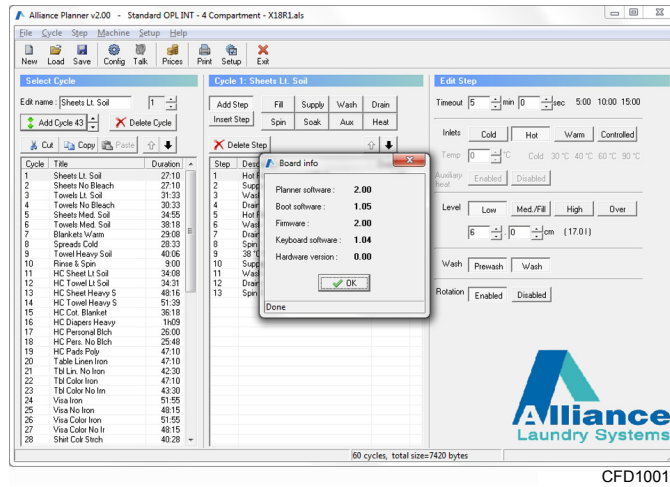 Alliance Planner v2.00 - Standard OPL INT - 4 Compartment - X18R1.als
File Cycle Step Machine Setup Help
New Load Save Config Talk Prices Print Setup Exit
Select Cycle
Edit name : Sheets Lt. Soil 1
Add Cycle 43 Delete Cycle
Cut Copy Paste
Cycle Title Duration
1 Sheets Lt. Soil 27:10
2 Sheets No Bleach 27:10
3 Towels Lt. Soil 31:33
4 Towels No Bleach 30:33
5 Sheets Med. Soil 34:55
6 Towels Med. Soil 38:18
7 Blankets Warm 29:08
8 Spreads Cold 28:33
9 Towel Heavy Soil 40:06
10 Rinse & Spin 9:00
11 HC Sheet Lt Soil 34:08
12 HC Towel Lt Soil 34:31
13 HC Sheet Heavy S 48:16
14 HC Towel Heavy S 51:39
15 HC Cot. Blanket 36:18
16 HC Diapers Heavy 1h09
17 HC Personal Blch 26:00
18 HC Pers. No Blch 25:48
19 HC Pads Poly 47:10
20 Table Linen Iron 47:10
21 Tbl Lin. No Iron 42:30
22 Tbl Color Iron 47:10
23 Tbl Color No Irn 43:30
24 Visa Iron 51:55
25 Visa No Iron 48:15
26 Visa Color Iron 51:55
27 Visa Color No Ir 48:15
28 Shirt Colr Strch 40:28
Cycle 1: Sheets Lt. Soil
Add Step Fill Supply Wash Drain
Insert Step Spin Soak Aux Heat
Delete Step
Step Desc
1 Hot F
2 Supp
3 Was
4 Drain
5 Hot F
6 Was
7 Drain
8 Spin
9 38 °C
10 Supp
11 Was
12 Drain
13 Spin
Board info
Planner software : 2.00
Boot software : 1.05
Firmware : 2.00
Keyboard software : 1.04
Hardware version : 0.00
OK
Done
Edit Step
Timeout 5 min 0 sec 5:00 10:00 15:00
Inlets Cold Hot Warm Controlled
Temp 0 °C Cold 30 °C 40 °C 60 °C 90 °C
Auxiliary heat Enabled Disabled
Level Low Med./Fill High Over
6 . 0 cm (17.0 l)
Wash Prewash Wash
Rotation Enabled Disabled
Alliance
Laundry Systems
60 cycles, total size=7420 bytes
CFD1001